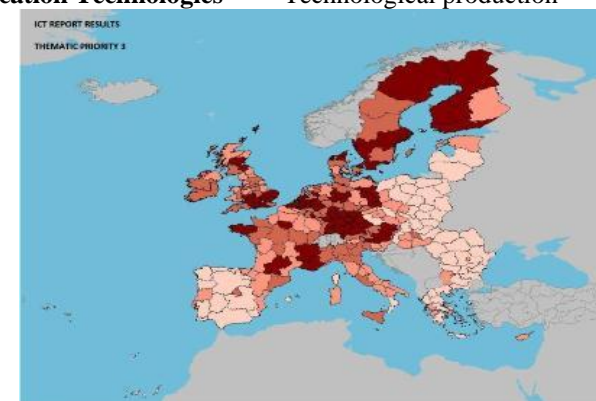 cation Technologies Technological production
ICT REPORT RESULTS
THEMATIC PRIORITY 3